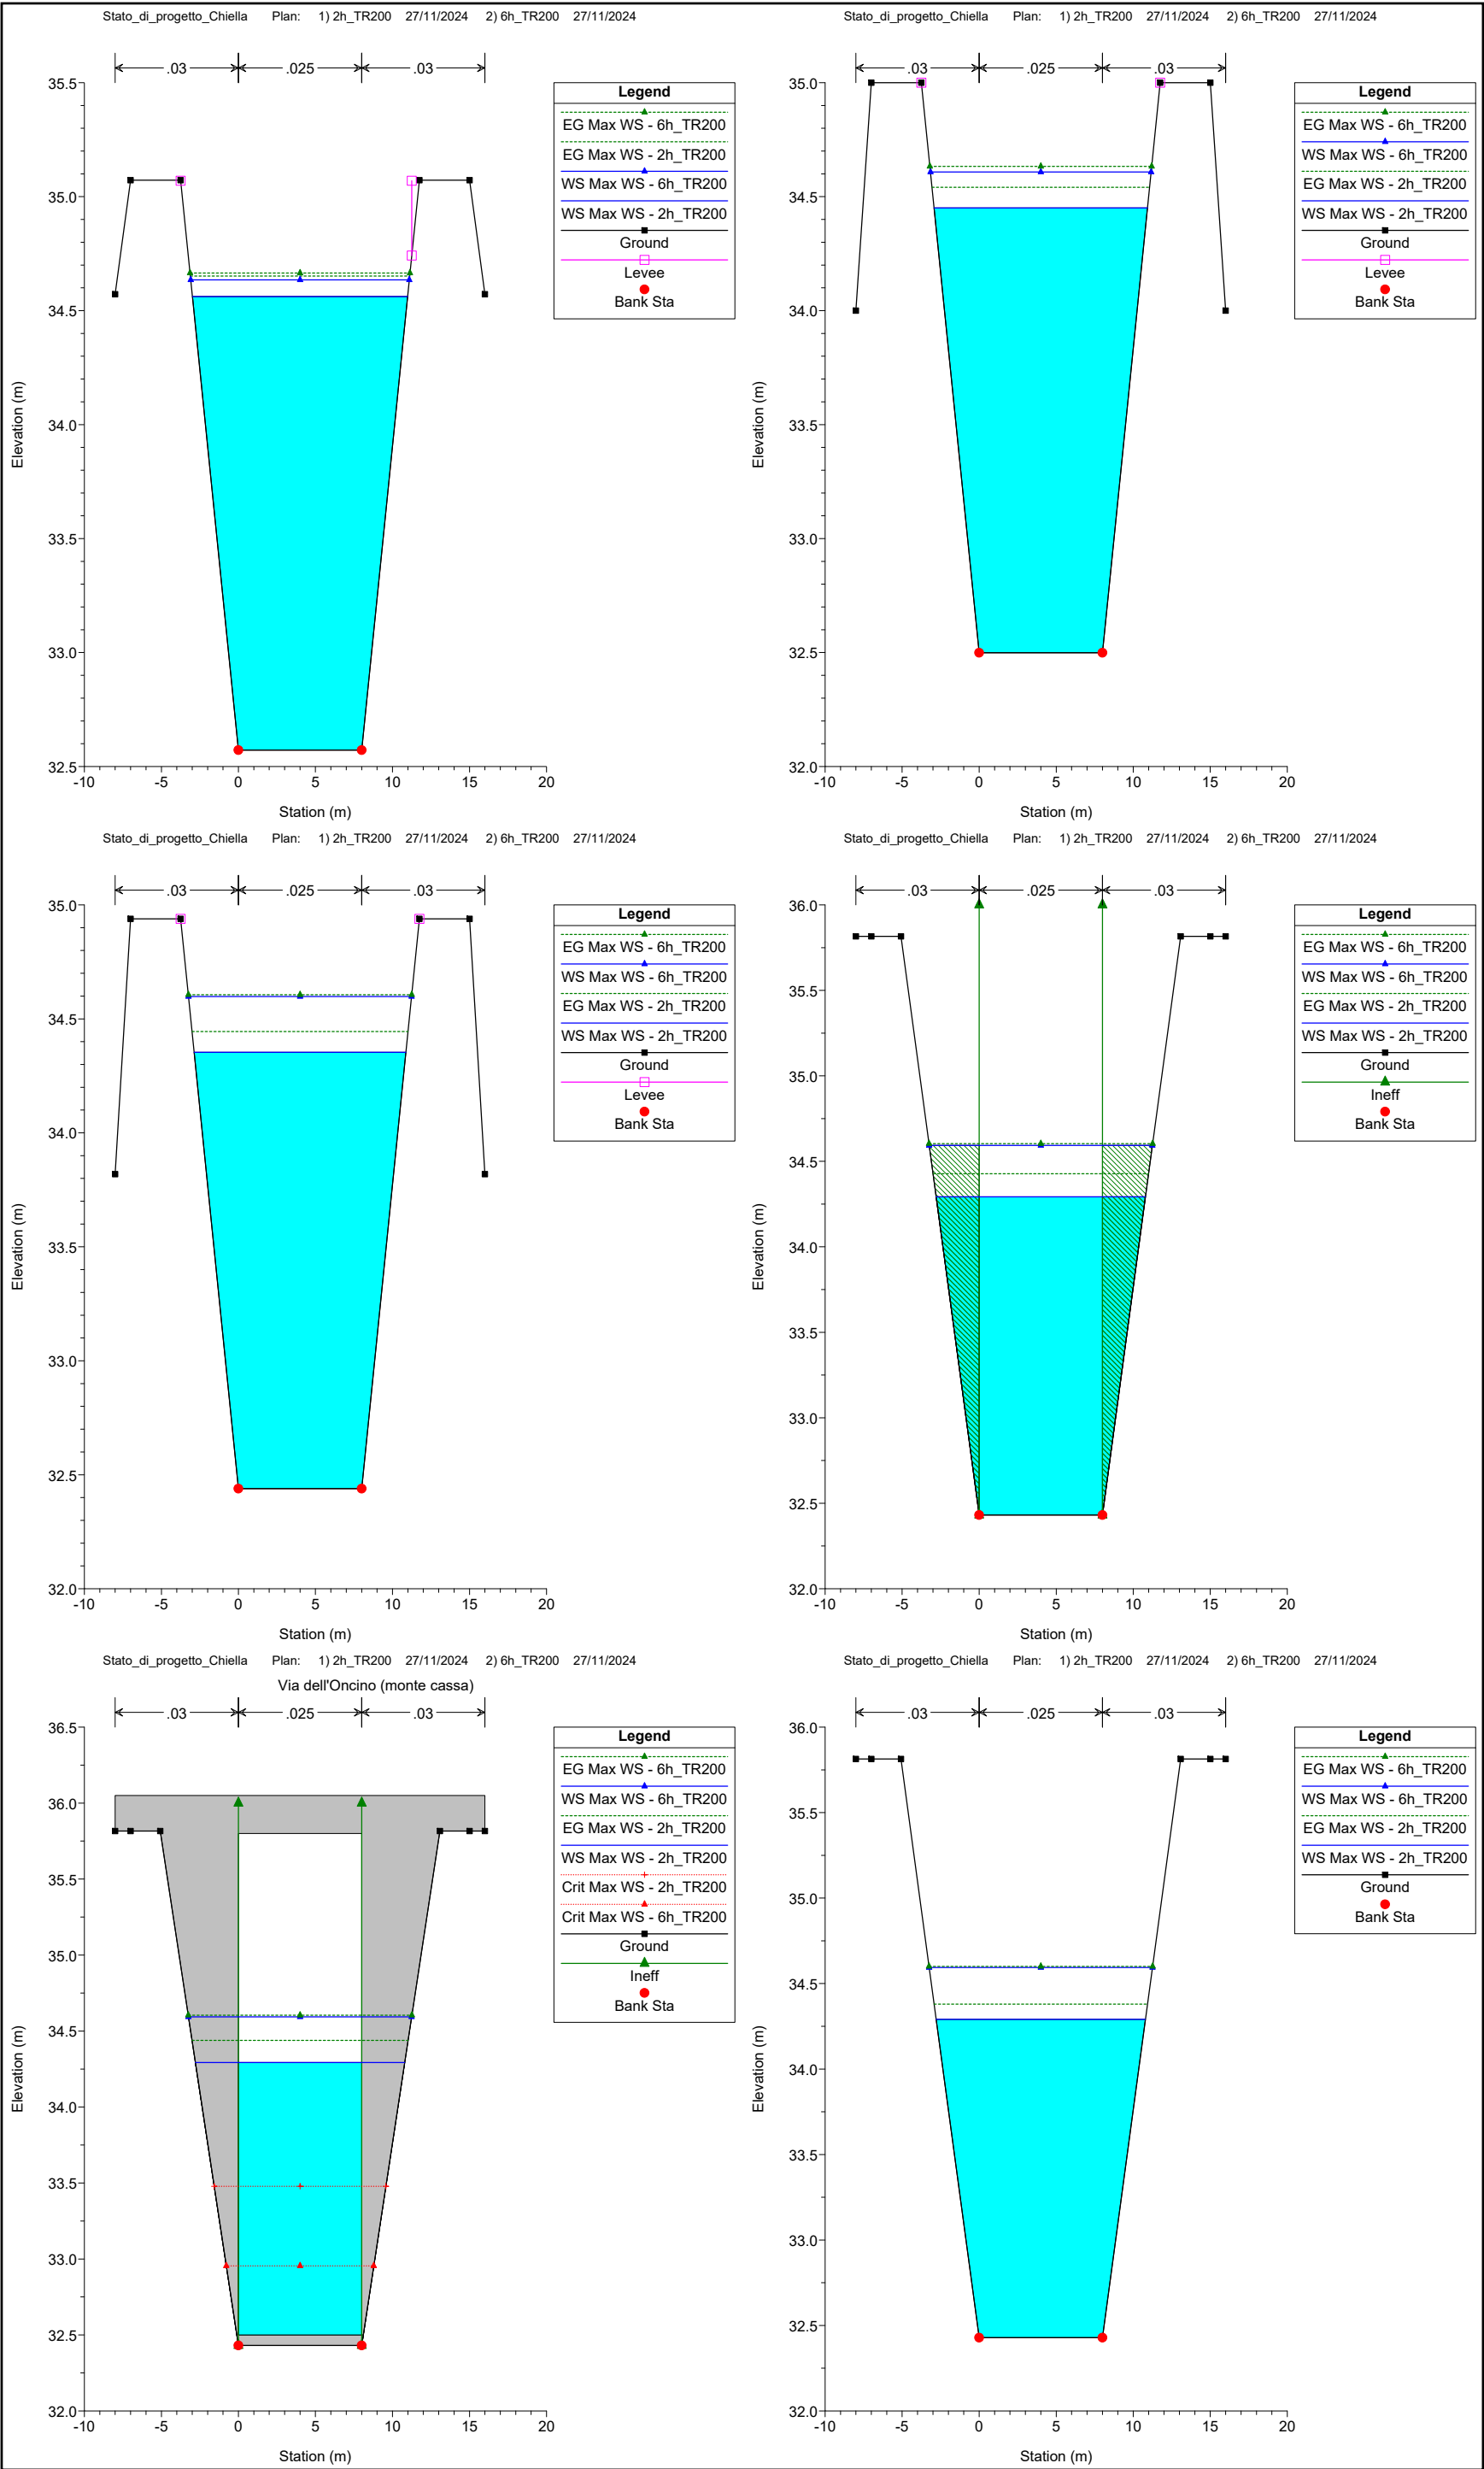 Stato_di_progetto_Chiella Plan: 1) 2h_TR200 27/11/2024 2) 6h_TR200 27/11/2024
.03 .025 .03
35.5
35.0
34.5
34.0
33.5
33.0
32.5
-10 -5 0 5 10 15 20
Elevation (m)
Station (m)
Legend
EG Max WS - 6h_TR200
EG Max WS - 2h_TR200
WS Max WS - 6h_TR200
WS Max WS - 2h_TR200
Ground
Levee
Bank Sta
Stato_di_progetto_Chiella Plan: 1) 2h_TR200 27/11/2024 2) 6h_TR200 27/11/2024
.03 .025 .03
35.0
34.5
34.0
33.5
33.0
32.5
32.0
-10 -5 0 5 10 15 20
Elevation (m)
Station (m)
Legend
EG Max WS - 6h_TR200
WS Max WS - 6h_TR200
EG Max WS - 2h_TR200
WS Max WS - 2h_TR200
Ground
Levee
Bank Sta
Stato_di_progetto_Chiella Plan: 1) 2h_TR200 27/11/2024 2) 6h_TR200 27/11/2024
.03 .025 .03
35.0
34.5
34.0
33.5
33.0
32.5
32.0
-10 -5 0 5 10 15 20
Elevation (m)
Station (m)
Legend
EG Max WS - 6h_TR200
WS Max WS - 6h_TR200
EG Max WS - 2h_TR200
WS Max WS - 2h_TR200
Ground
Levee
Bank Sta
Stato_di_progetto_Chiella Plan: 1) 2h_TR200 27/11/2024 2) 6h_TR200 27/11/2024
.03 .025 .03
36.0
35.5
35.0
34.5
34.0
33.5
33.0
32.5
32.0
-10 -5 0 5 10 15 20
Elevation (m)
Station (m)
Legend
EG Max WS - 6h_TR200
WS Max WS - 6h_TR200
EG Max WS - 2h_TR200
WS Max WS - 2h_TR200
Ground
Ineff
Bank Sta
Stato_di_progetto_Chiella Plan: 1) 2h_TR200 27/11/2024 2) 6h_TR200 27/11/2024
Via dell'Oncino (monte cassa)
.03 .025 .03
36.5
36.0
35.5
35.0
34.5
34.0
33.5
33.0
32.5
32.0
-10 -5 0 5 10 15 20
Elevation (m)
Station (m)
Legend
EG Max WS - 6h_TR200
WS Max WS - 6h_TR200
EG Max WS - 2h_TR200
WS Max WS - 2h_TR200
Crit Max WS - 2h_TR200
Crit Max WS - 6h_TR200
Ground
Ineff
Bank Sta
Stato_di_progetto_Chiella Plan: 1) 2h_TR200 27/11/2024 2) 6h_TR200 27/11/2024
.03 .025 .03
36.0
35.5
35.0
34.5
34.0
33.5
33.0
32.5
32.0
-10 -5 0 5 10 15 20
Elevation (m)
Station (m)
Legend
EG Max WS - 6h_TR200
WS Max WS - 6h_TR200
EG Max WS - 2h_TR200
WS Max WS - 2h_TR200
Ground
Bank Sta